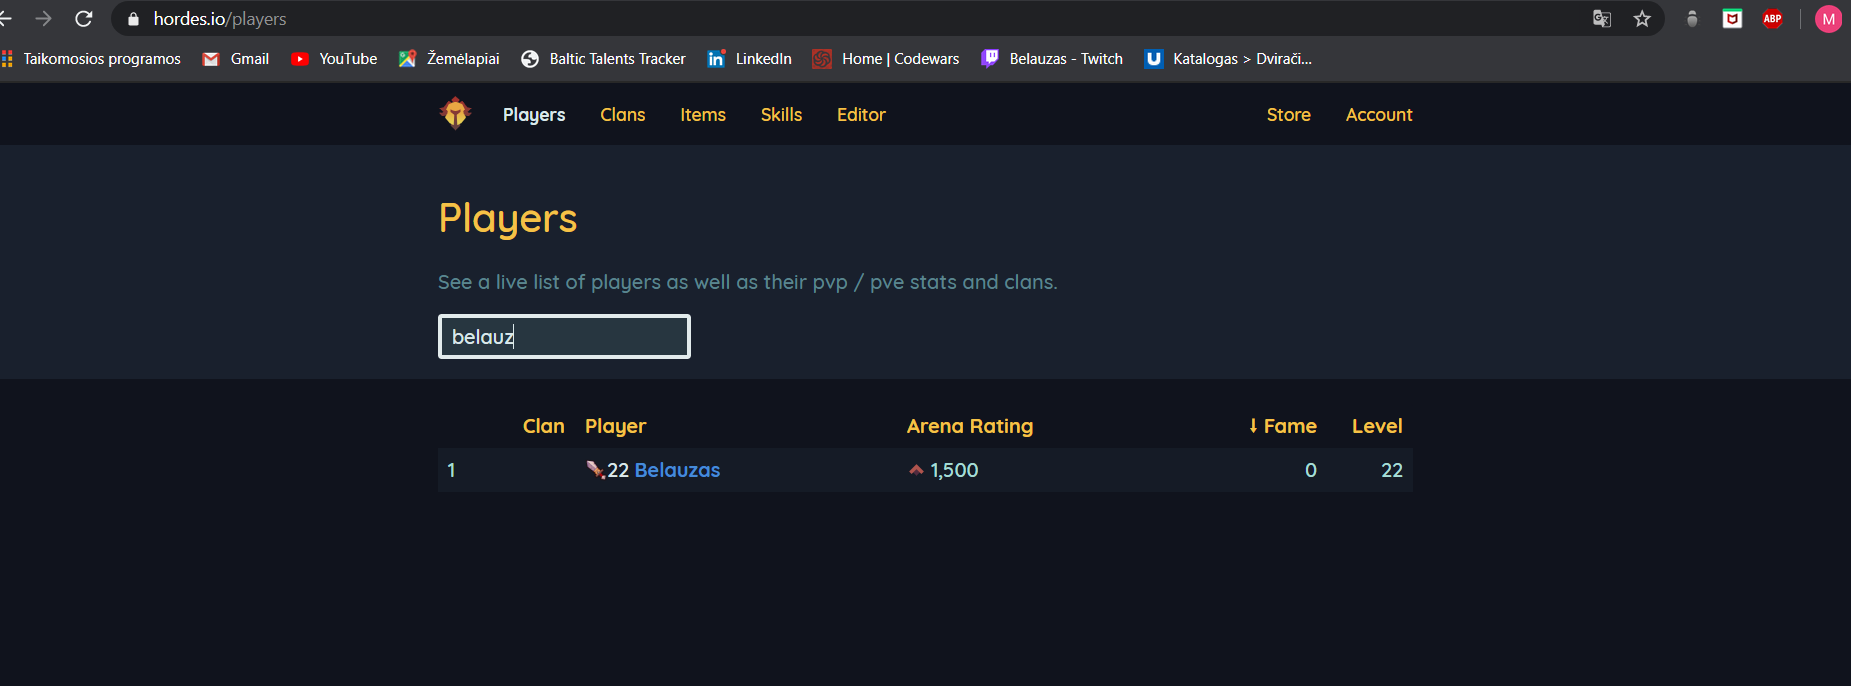 hordes.io/players
ABP
M
Taikomosios programos Gmail YouTube Žemėlapiai Baltic Talents Tracker LinkedIn Home | Codewars Belauzas - Twitch Katalogas > Dvirači...
Players Clans Items Skills Editor Store Account
Players
See a live list of players as well as their pvp / pve stats and clans.
belauz
Clan Player Arena Rating ↓ Fame Level
1 22 Belauzas 1,500 0 22